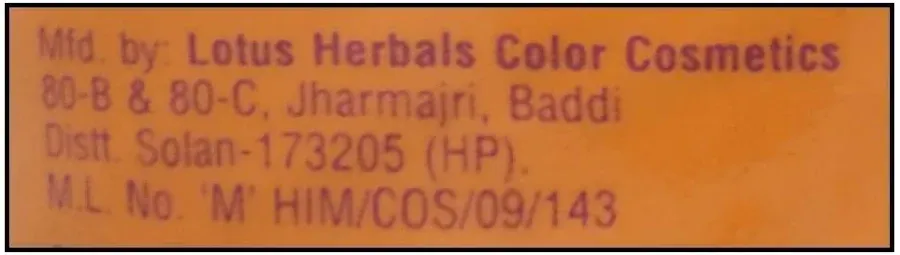 Mfd. by: Lotus Herbals Color Cosmetics
80-B & 80-C, Jharmajri, Baddi
Distt. Solan-173205 (HP).
M.L. No. 'M' HIM/COS/09/143